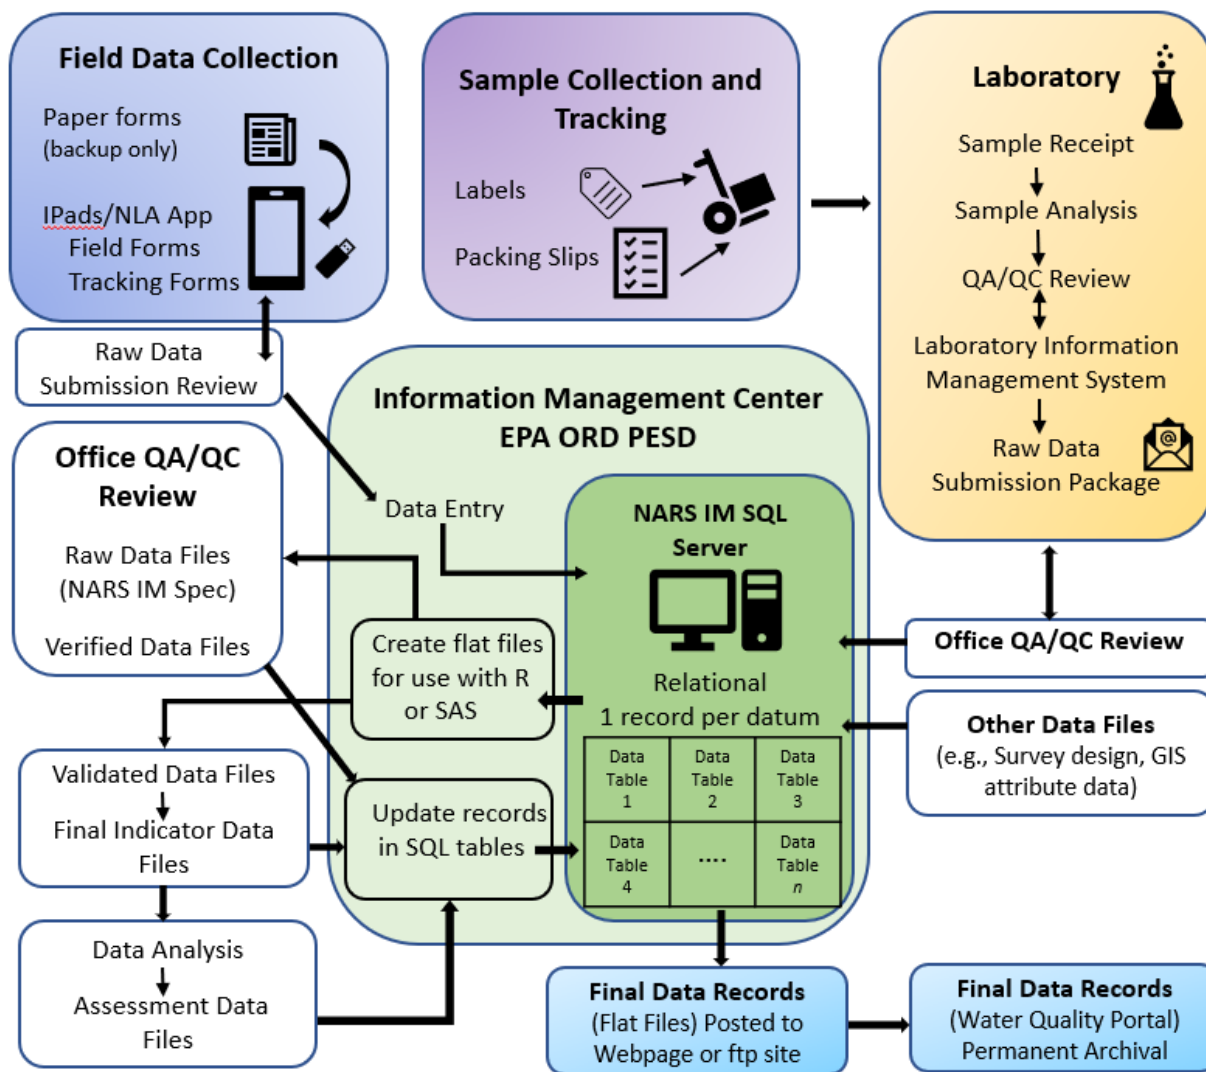 Field Data Collection
Paper forms
(backup only)
IPads/NLA App
Field Forms
Tracking Forms
Sample Collection and
Tracking
Labels
Packing Slips
Laboratory
Sample Receipt
Sample Analysis
QA/QC Review
Laboratory Information
Management System
Raw Data
Submission Package
@
Raw Data
Submission Review
Office QA/QC
Review
Raw Data Files
(NARS IM Spec)
Verified Data Files
Information Management Center
EPA ORD PESD
Data Entry
NARS IM SQL
Server
Relational
1 record per datum
Data
Table
1
Data
Table
2
Data
Table
3
Data
Table
4
....
Data
Table
n
Create flat files
for use with R
or SAS
Update records
in SQL tables
Office QA/QC Review
Other Data Files
(e.g., Survey design, GIS
attribute data)
Validated Data Files
Final Indicator Data
Files
Data Analysis
Assessment Data
Files
Final Data Records
(Flat Files) Posted to
Webpage or ftp site
Final Data Records
(Water Quality Portal)
Permanent Archival